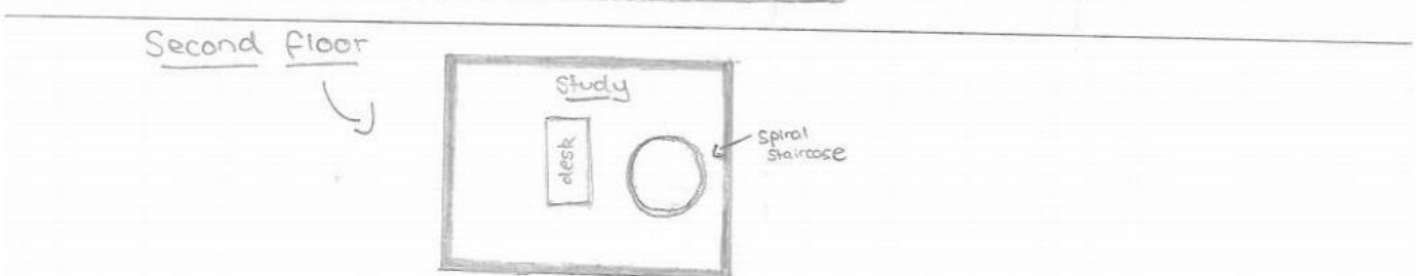 Second floor
Study
desk
Spiral
Staircase